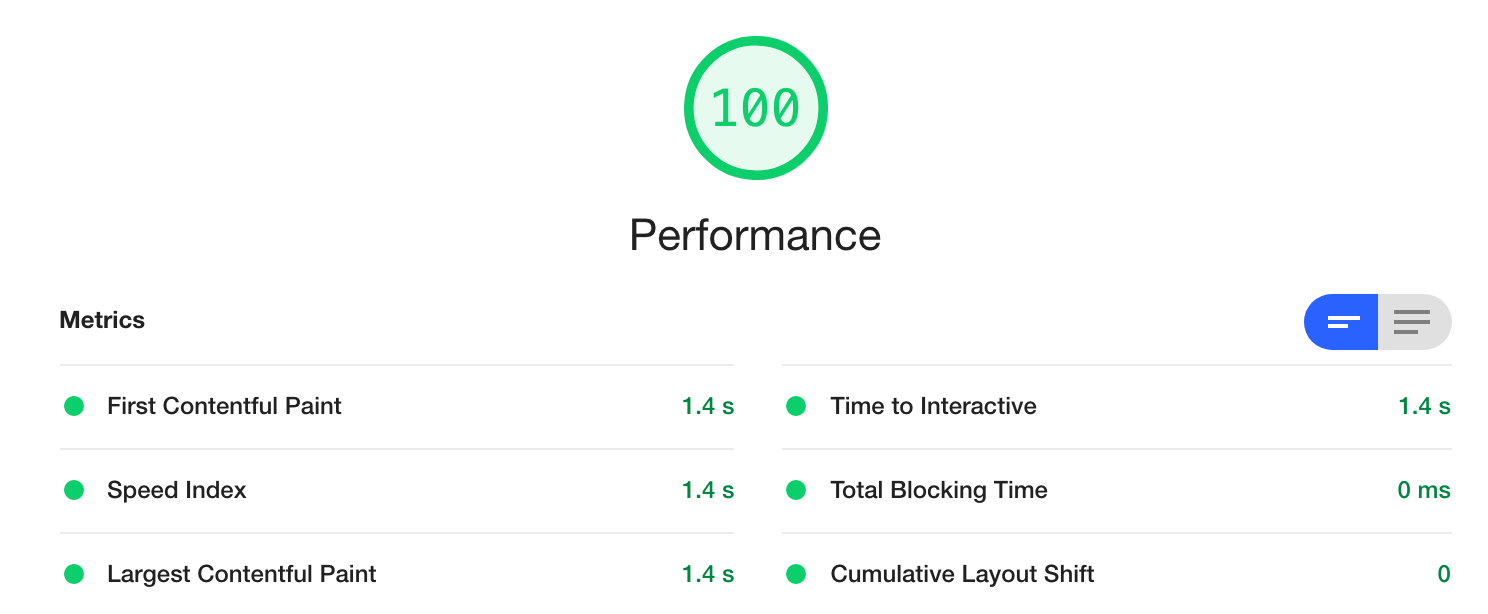 100
Performance
Metrics
First Contentful Paint 1.4 s
Time to Interactive 1.4 s
Speed Index 1.4 s
Total Blocking Time 0 ms
Largest Contentful Paint 1.4 s
Cumulative Layout Shift 0